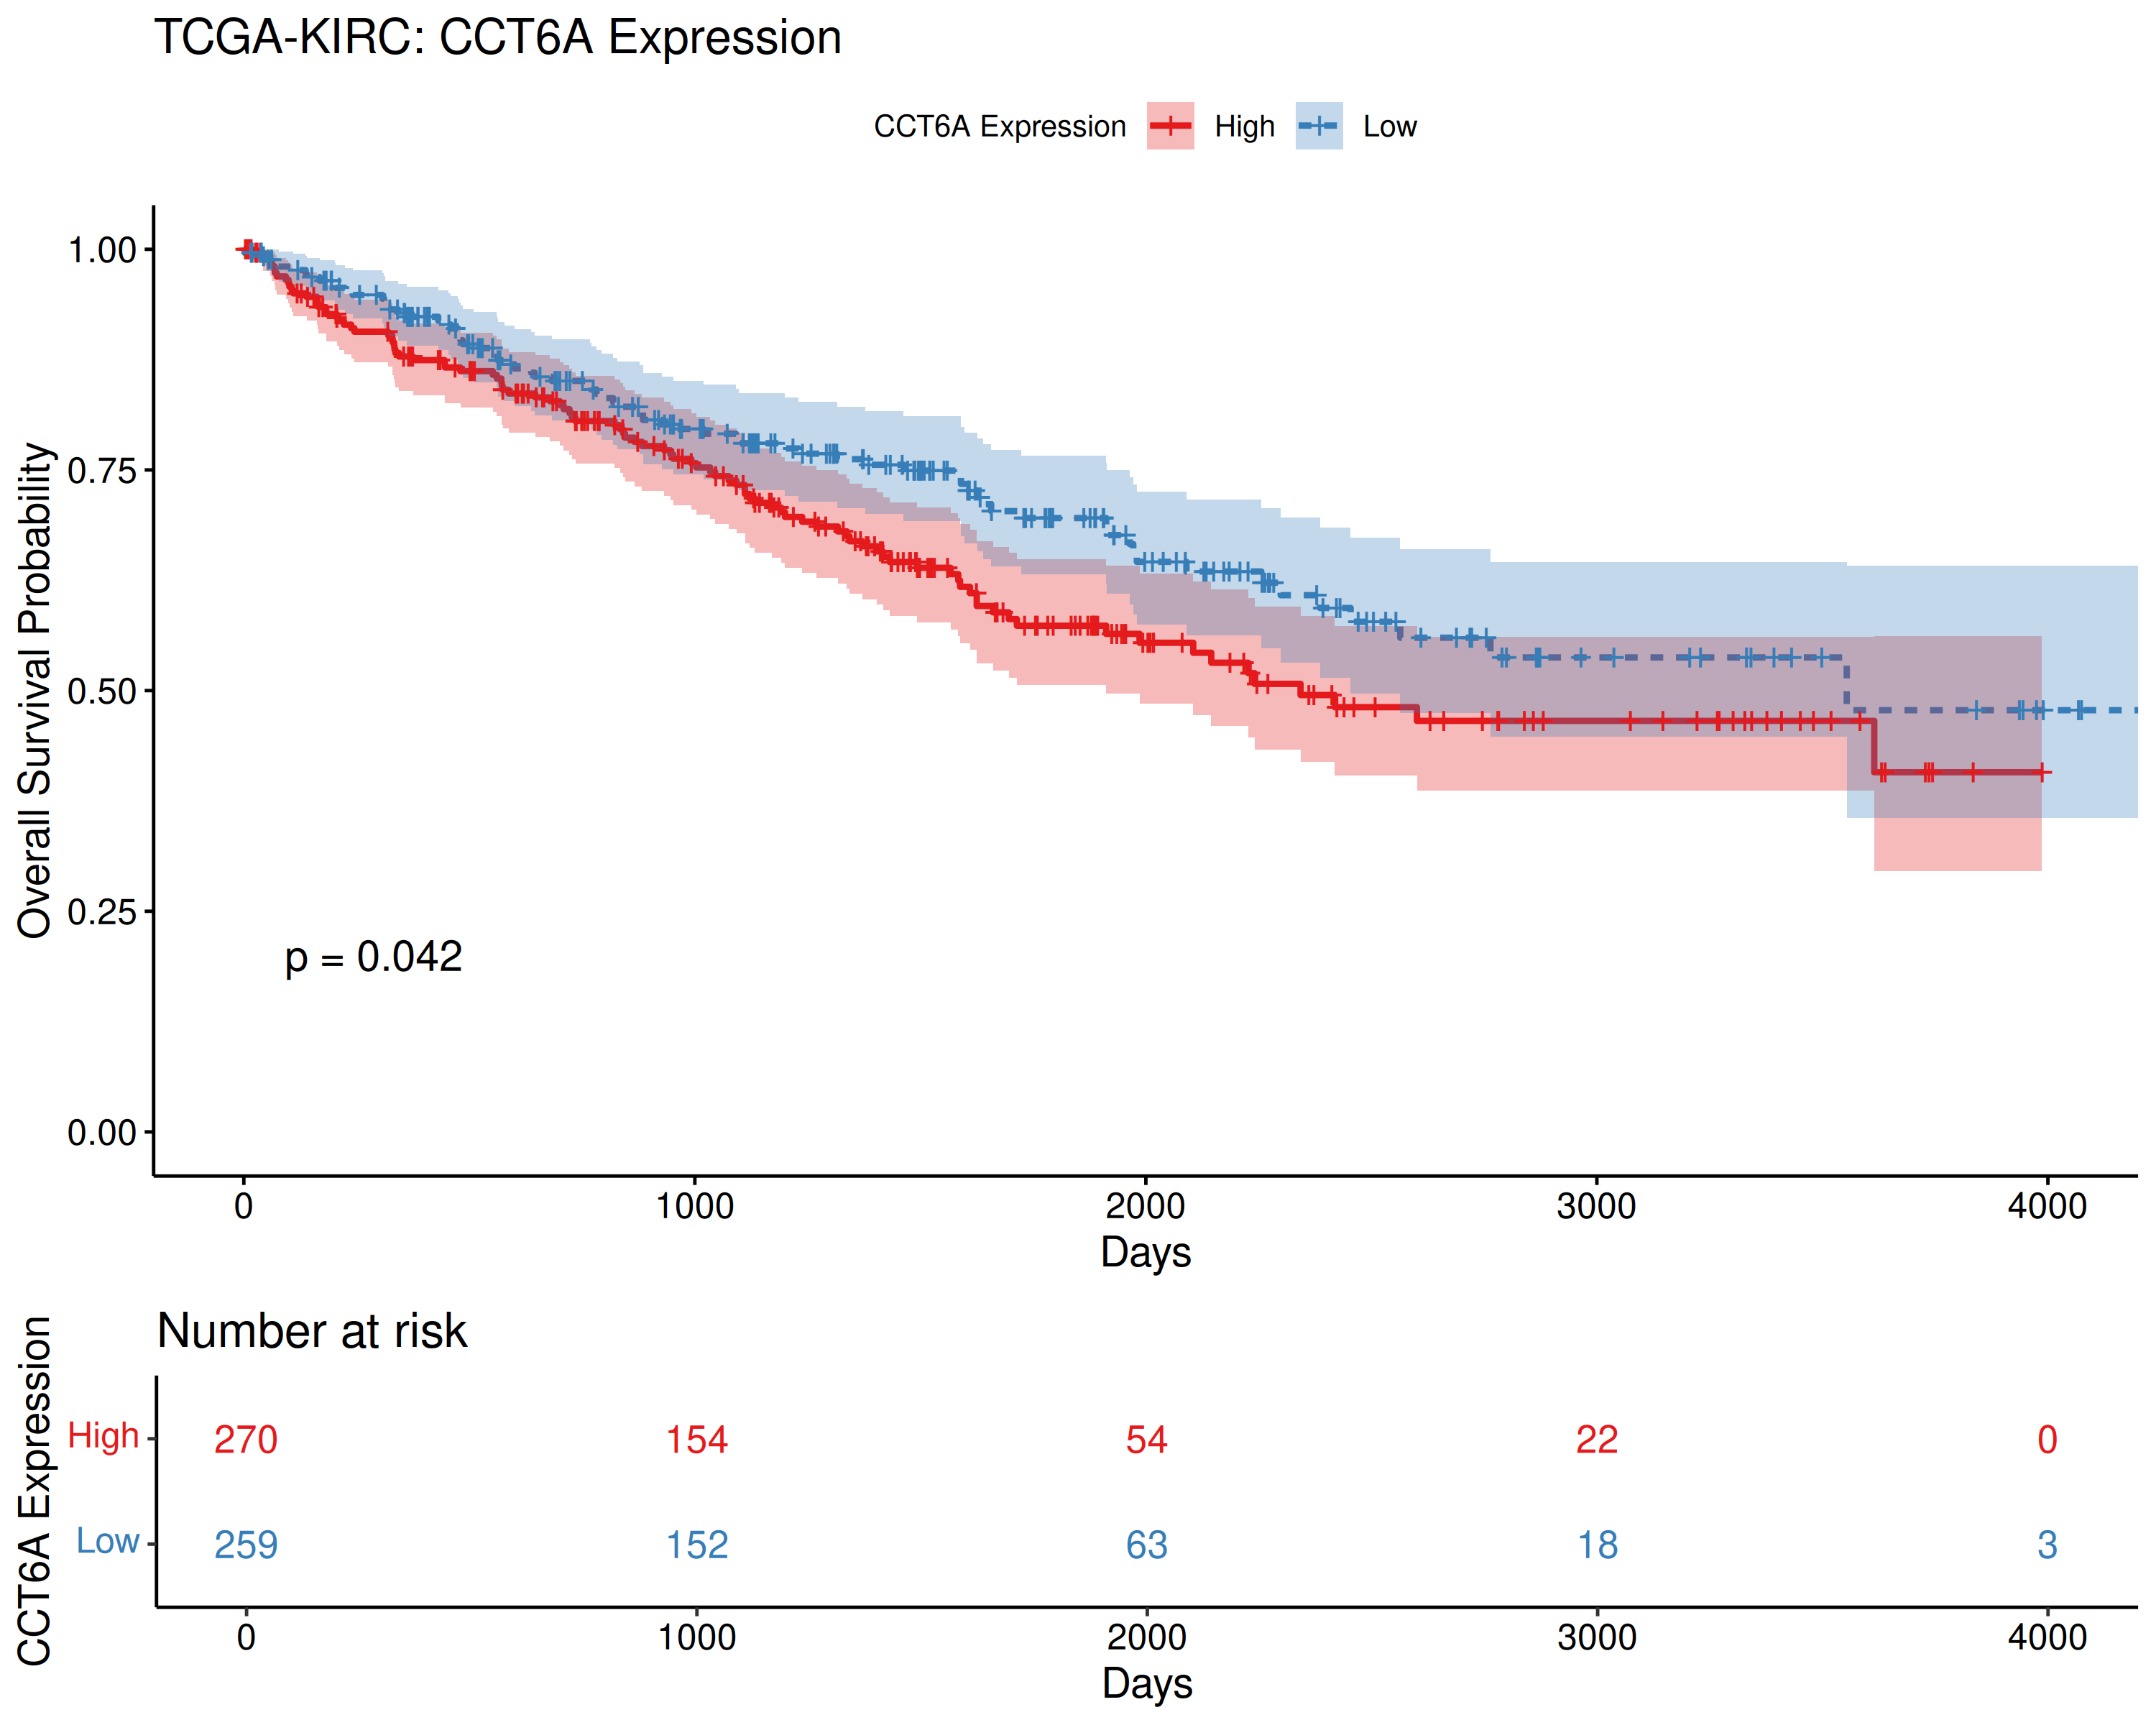 TCGA-KIRC: CCT6A Expression
CCT6A Expression High Low
Overall Survival Probability
1.00
0.75
0.50
0.25
0.00
p = 0.042
0 1000 2000 3000 4000
Days
Number at risk
CCT6A Expression
High 270 154 54 22 0
Low 259 152 63 18 3
0 1000 2000 3000 4000
Days